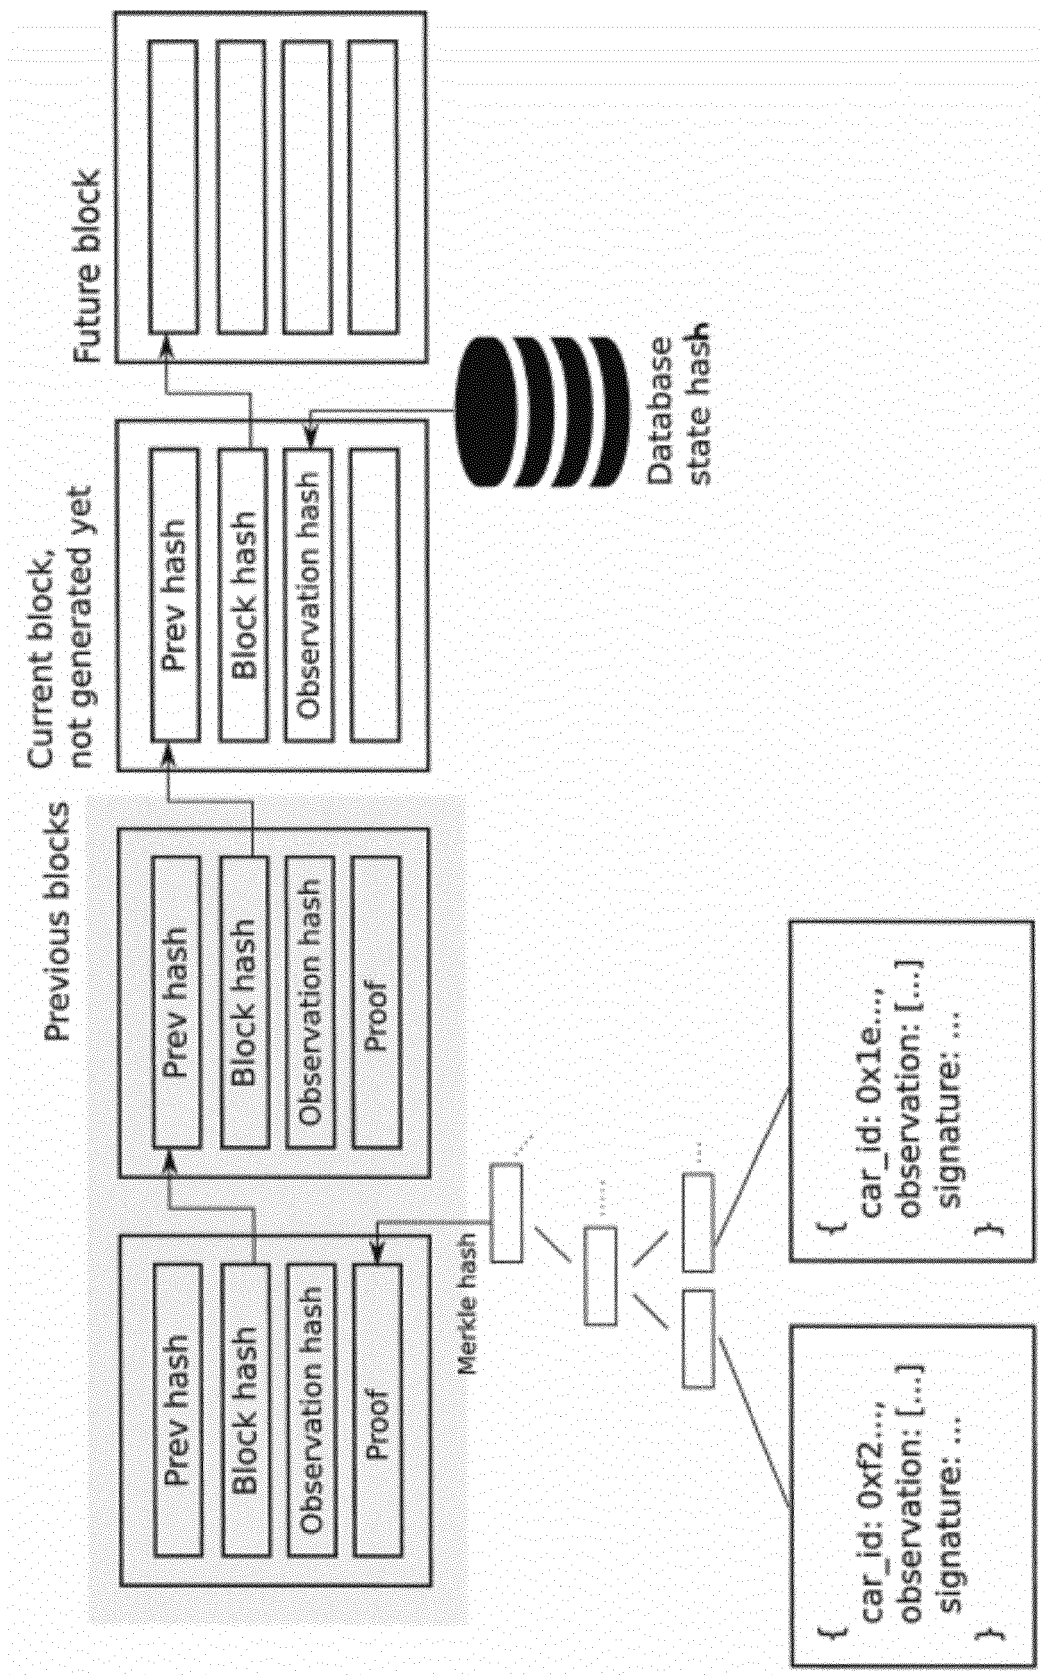 Previous blocks
Current block,
not generated yet
Future block
Prev hash
Block hash
Observation hash
Proof
Prev hash
Block hash
Observation hash
Proof
Prev hash
Block hash
Observation hash
Merkle hash
Database
state hash
{
car_id: 0xf2...,
observation: [...]
signature: ...
}
{
car_id: 0x1e...,
observation: [...]
signature: ...
}